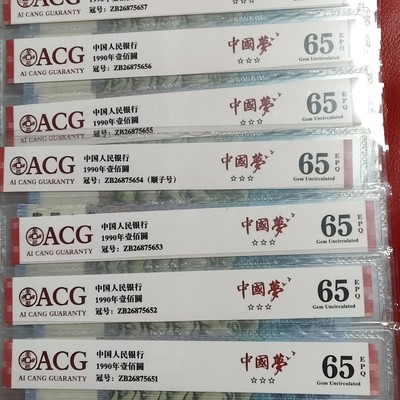 冠号：ZB26875657
AI CANG GUARANTY
☆☆☆
Gem Uncirculated
ACG
AI CANG GUARANTY
中国人民银行
1990年壹佰圆
冠号：ZB26875656
中國夢
☆☆☆
65 EPQ
Gem Uncirculated
ACG
AI CANG GUARANTY
中国人民银行
1990年壹佰圆
冠号：ZB26875655
中國夢
☆☆☆
65 EPQ
Gem Uncirculated
ACG
AI CANG GUARANTY
中国人民银行
1990年壹佰圆
冠号：ZB26875654（顺子号）
中國夢
☆☆☆
65 EPQ
Gem Uncirculated
ACG
AI CANG GUARANTY
中国人民银行
1990年壹佰圆
冠号：ZB26875653
中國夢
☆☆☆
65 EPQ
Gem Uncirculated
ACG
AI CANG GUARANTY
中国人民银行
1990年壹佰圆
冠号：ZB26875652
中國夢
☆☆☆
65 EPQ
Gem Uncirculated
ACG
AI CANG GUARANTY
中国人民银行
1990年壹佰圆
冠号：ZB26875651
中國夢
☆☆☆
65 EPQ
Gem Uncirculated